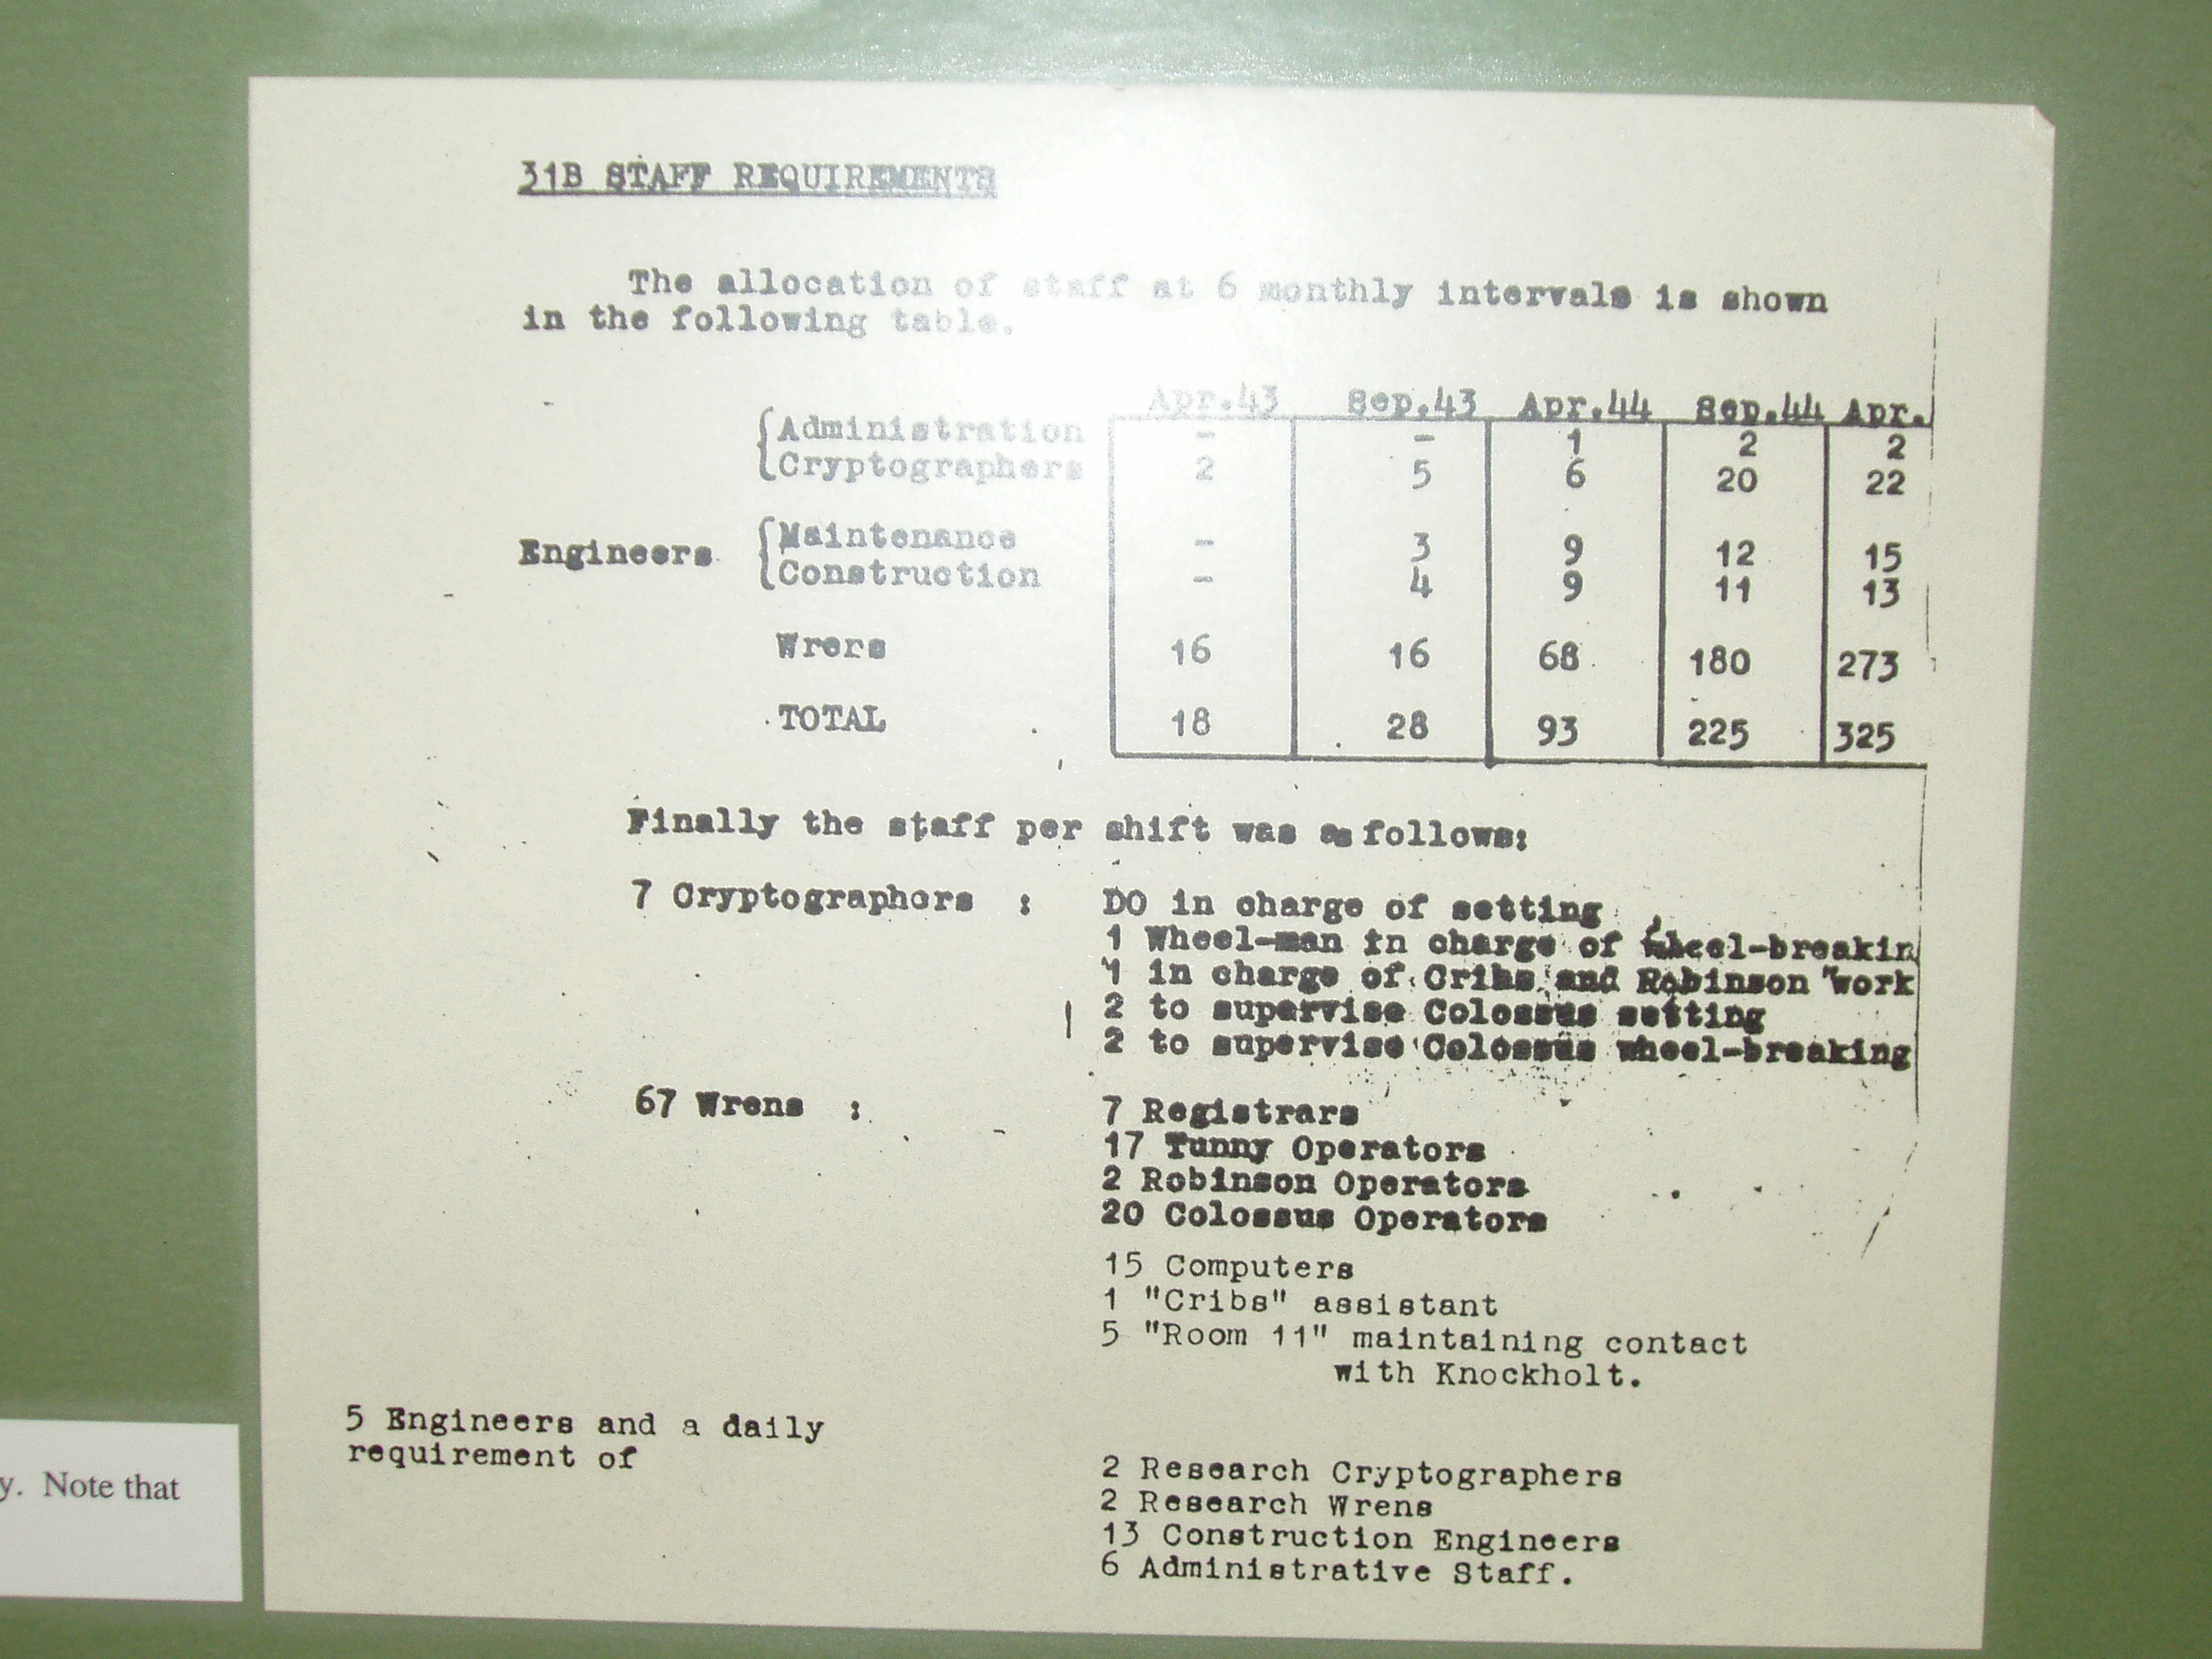 31B STAFF REQUIREMENTS
The allocation of staff at 6 monthly intervals is shown
in the following table.
Apr.43 Sep.43 Apr.44 Sep.44 Apr.
Administration - - 1 2 2
Cryptographers 2 5 6 20 22
Maintenance - 3 9 12 15
Engineers
Construction - 4 9 11 13
Wrers 16 16 68 180 273
TOTAL 18 28 93 225 325
Finally the staff per shift was as follows:
7 Cryptographers : DO in charge of setting
1 Wheel-man in charge of wheel-breakin
1 in charge of Cribs and Robinson work
2 to supervise Colossus setting
2 to supervise Colossus wheel-breaking
67 Wrens : 7 Registrars
17 Tunny Operators
2 Robinson Operators
20 Colossus Operators
15 Computers
1 "Cribs" assistant
5 "Room 11" maintaining contact
with Knockholt.
5 Engineers and a daily
requirement of
2 Research Cryptographers
2 Research Wrens
13 Construction Engineers
6 Administrative Staff.
y. Note that